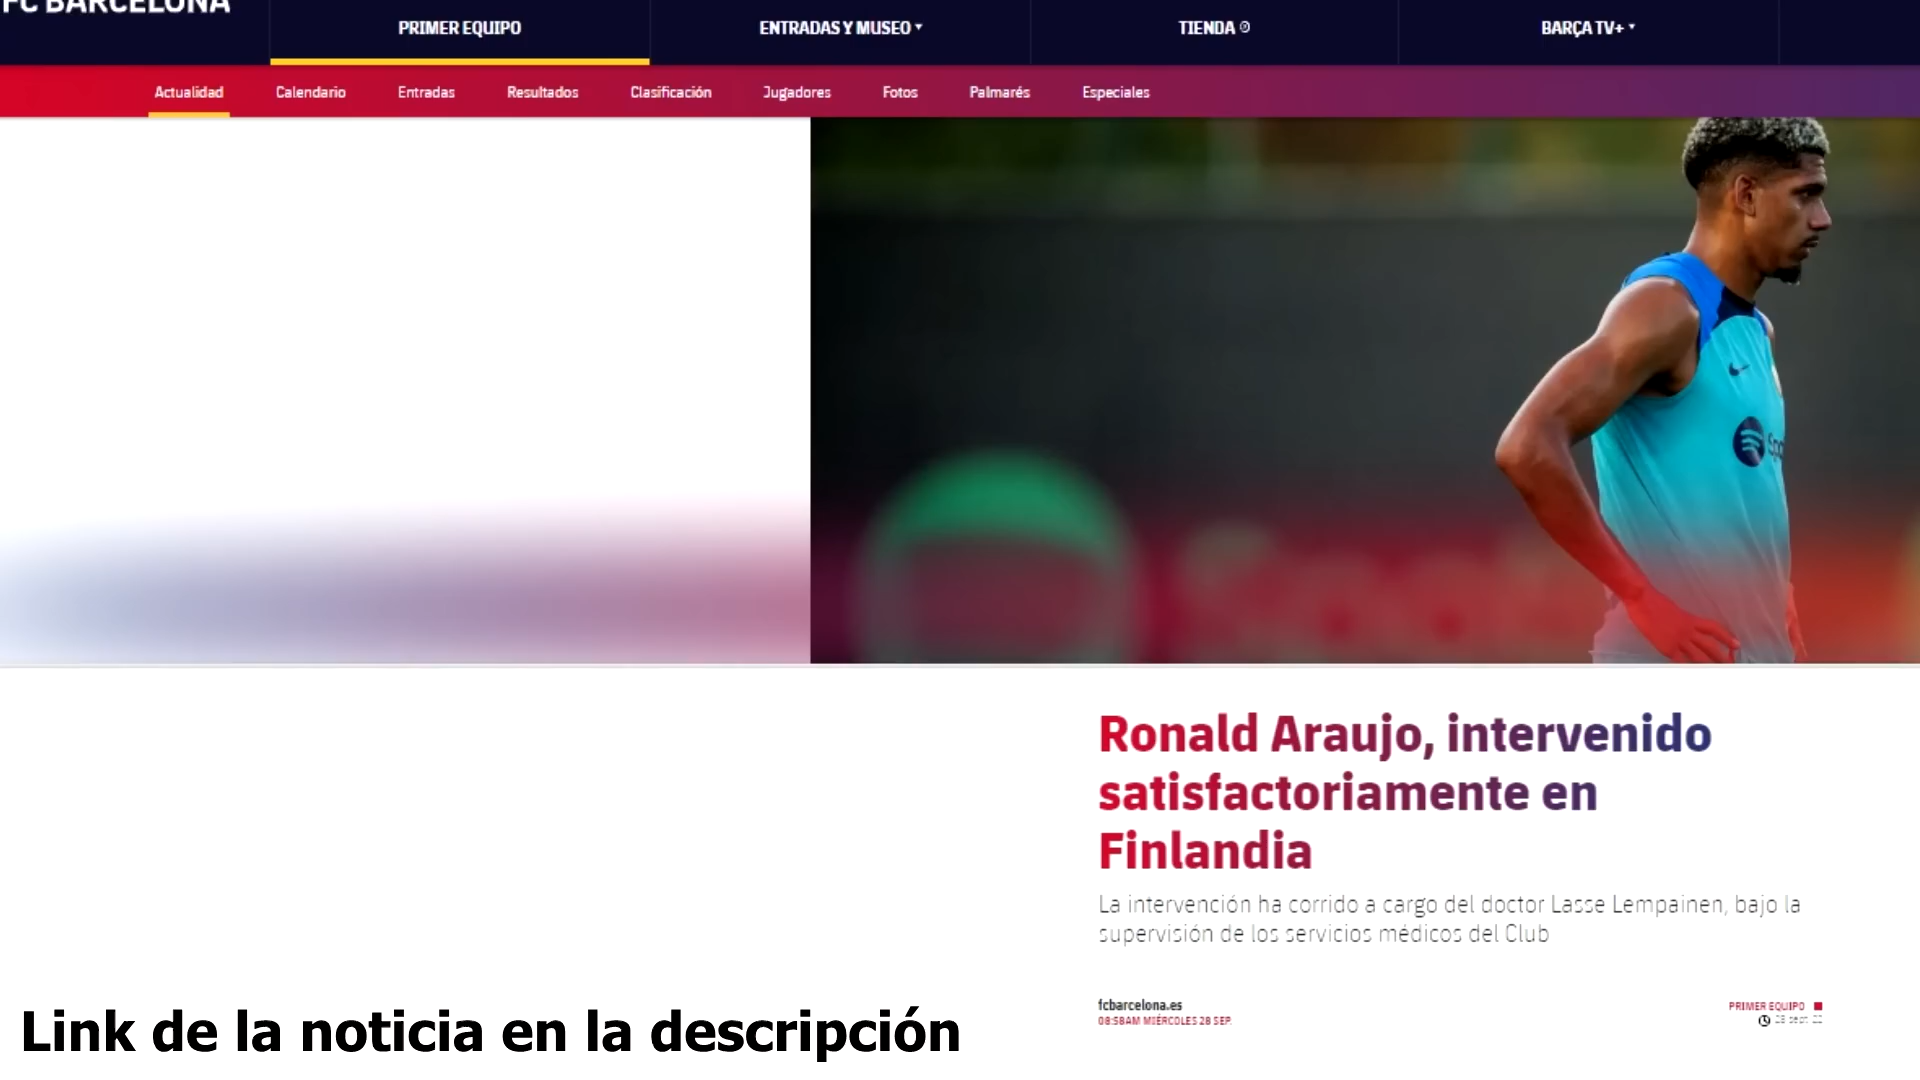 FC BARCELONA
PRIMER EQUIPO
ENTRADAS Y MUSEO
TIENDA
BARÇA TV+
Actualidad
Calendario
Entradas
Resultados
Clasificación
Jugadores
Fotos
Palmarés
Especiales
Ronald Araujo, intervenido
satisfactoriamente en
Finlandia
La intervención ha corrido a cargo del doctor Lasse Lempainen, bajo la
supervisión de los servicios médicos del Club
fcbarcelona.es
08:58AM MIÉRCOLES 28 SEP.
PRIMER EQUIPO
Link de la noticia en la descripción